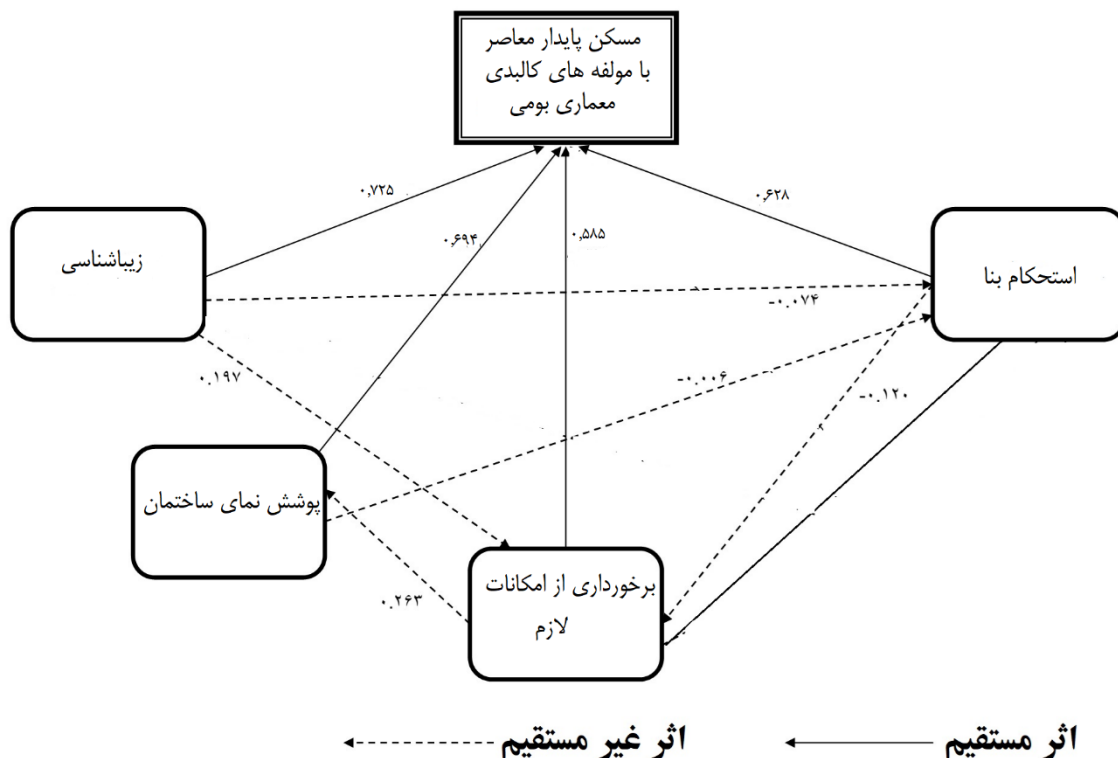 مسکن پایدار معاصر
با مولفه های کالبدی
معماری بومی
۰,۷۲۵
۰,۶۲۸
۰,۶۹۴
۰,۵۸۵
زیباشناسی
استحکام بنا
-۰.۰۷۴
۰.۱۹۷
-۰.۰۰۶
-۰.۱۲۰
پوشش نمای ساختمان
برخورداری از امکانات
لازم
۰.۲۶۳
اثر مستقیم
اثر غیر مستقیم